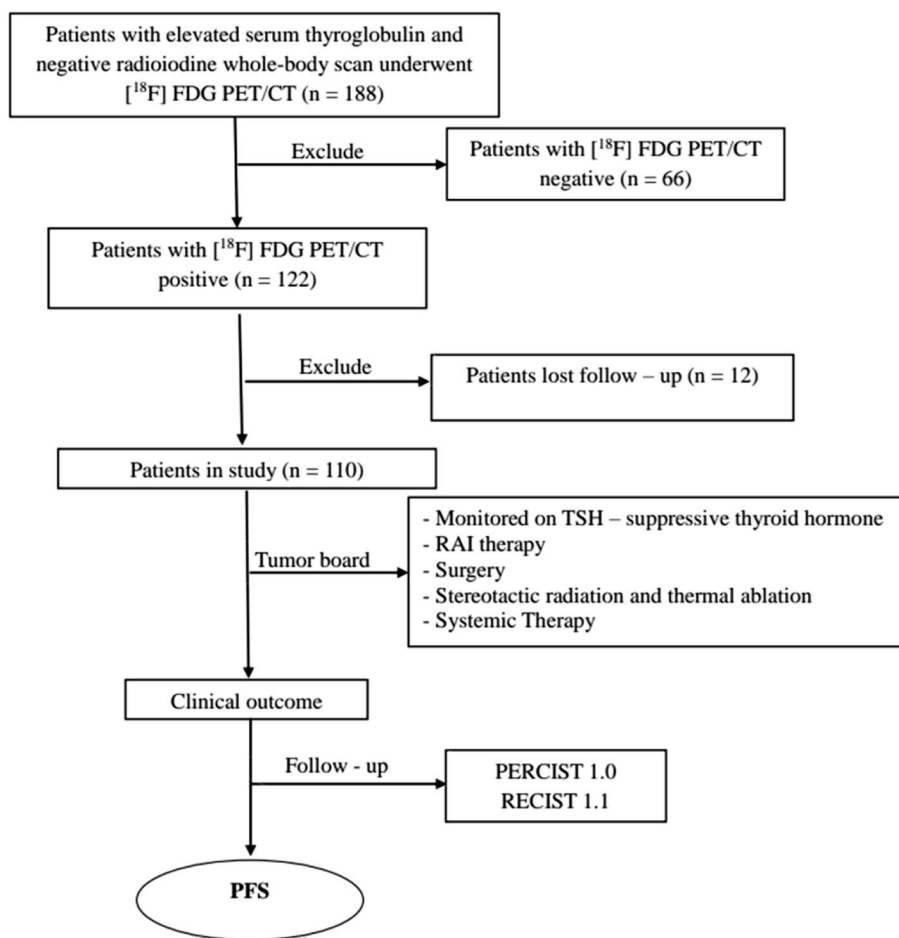 Patients with elevated serum thyroglobulin and
negative radioiodine whole-body scan underwent
[¹⁸F] FDG PET/CT (n = 188)
Exclude
Patients with [¹⁸F] FDG PET/CT
negative (n = 66)
Patients with [¹⁸F] FDG PET/CT
positive (n = 122)
Exclude
Patients lost follow – up (n = 12)
Patients in study (n = 110)
Tumor board
- Monitored on TSH – suppressive thyroid hormone
- RAI therapy
- Surgery
- Stereotactic radiation and thermal ablation
- Systemic Therapy
Clinical outcome
Follow - up
PERCIST 1.0
RECIST 1.1
PFS